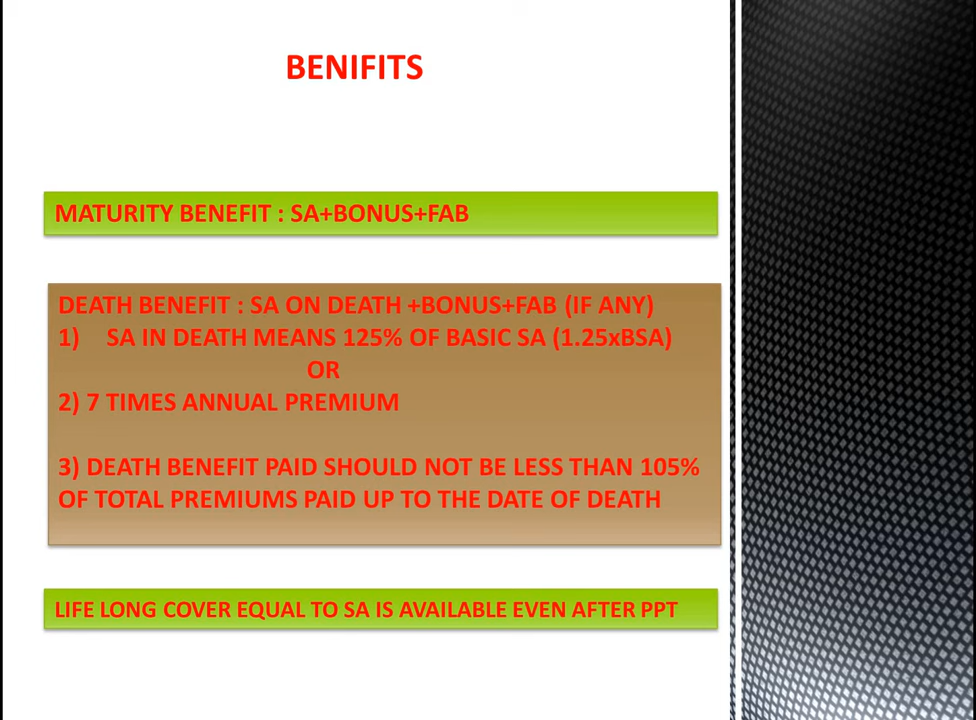 BENIFITS
MATURITY BENEFIT : SA+BONUS+FAB
DEATH BENEFIT : SA ON DEATH +BONUS+FAB (IF ANY)
1) SA IN DEATH MEANS 125% OF BASIC SA (1.25xBSA)
OR
2) 7 TIMES ANNUAL PREMIUM
3) DEATH BENEFIT PAID SHOULD NOT BE LESS THAN 105%
OF TOTAL PREMIUMS PAID UP TO THE DATE OF DEATH
LIFE LONG COVER EQUAL TO SA IS AVAILABLE EVEN AFTER PPT